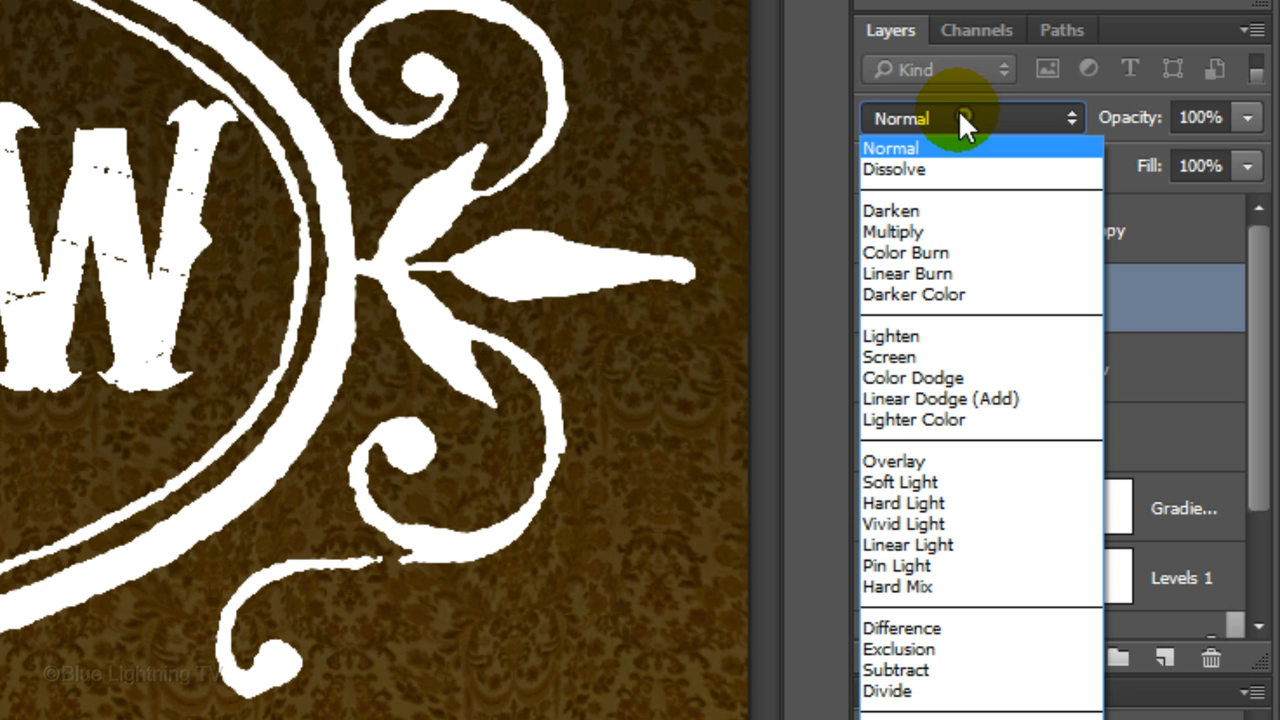 Layers Channels Paths
Kind
Normal Opacity: 100%
Fill: 100%
Normal
Dissolve
Darken
Multiply
Color Burn
Linear Burn
Darker Color
Lighten
Screen
Color Dodge
Linear Dodge (Add)
Lighter Color
Overlay
Soft Light
Hard Light
Vivid Light
Linear Light
Pin Light
Hard Mix
Difference
Exclusion
Subtract
Divide
py
Gradie...
Levels 1
W
©Blue Lightning TV